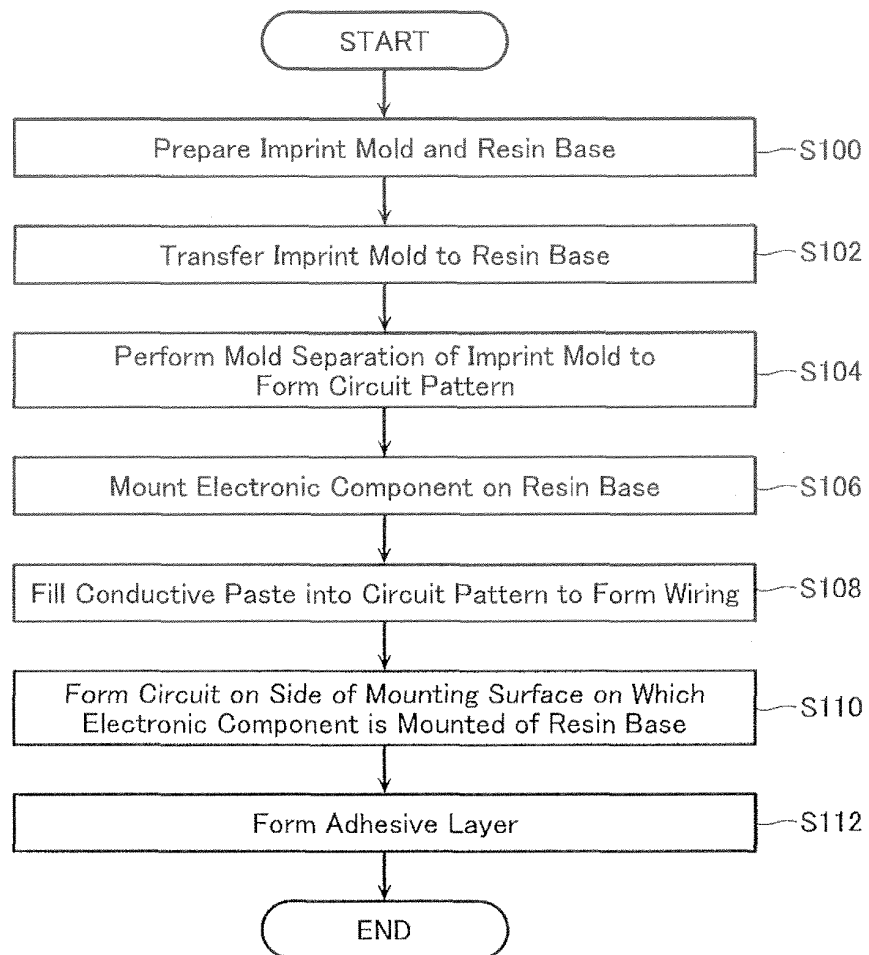 START
Prepare Imprint Mold and Resin Base
S100
Transfer Imprint Mold to Resin Base
S102
Perform Mold Separation of Imprint Mold to
Form Circuit Pattern
S104
Mount Electronic Component on Resin Base
S106
Fill Conductive Paste into Circuit Pattern to Form Wiring
S108
Form Circuit on Side of Mounting Surface on Which
Electronic Component is Mounted of Resin Base
S110
Form Adhesive Layer
S112
END